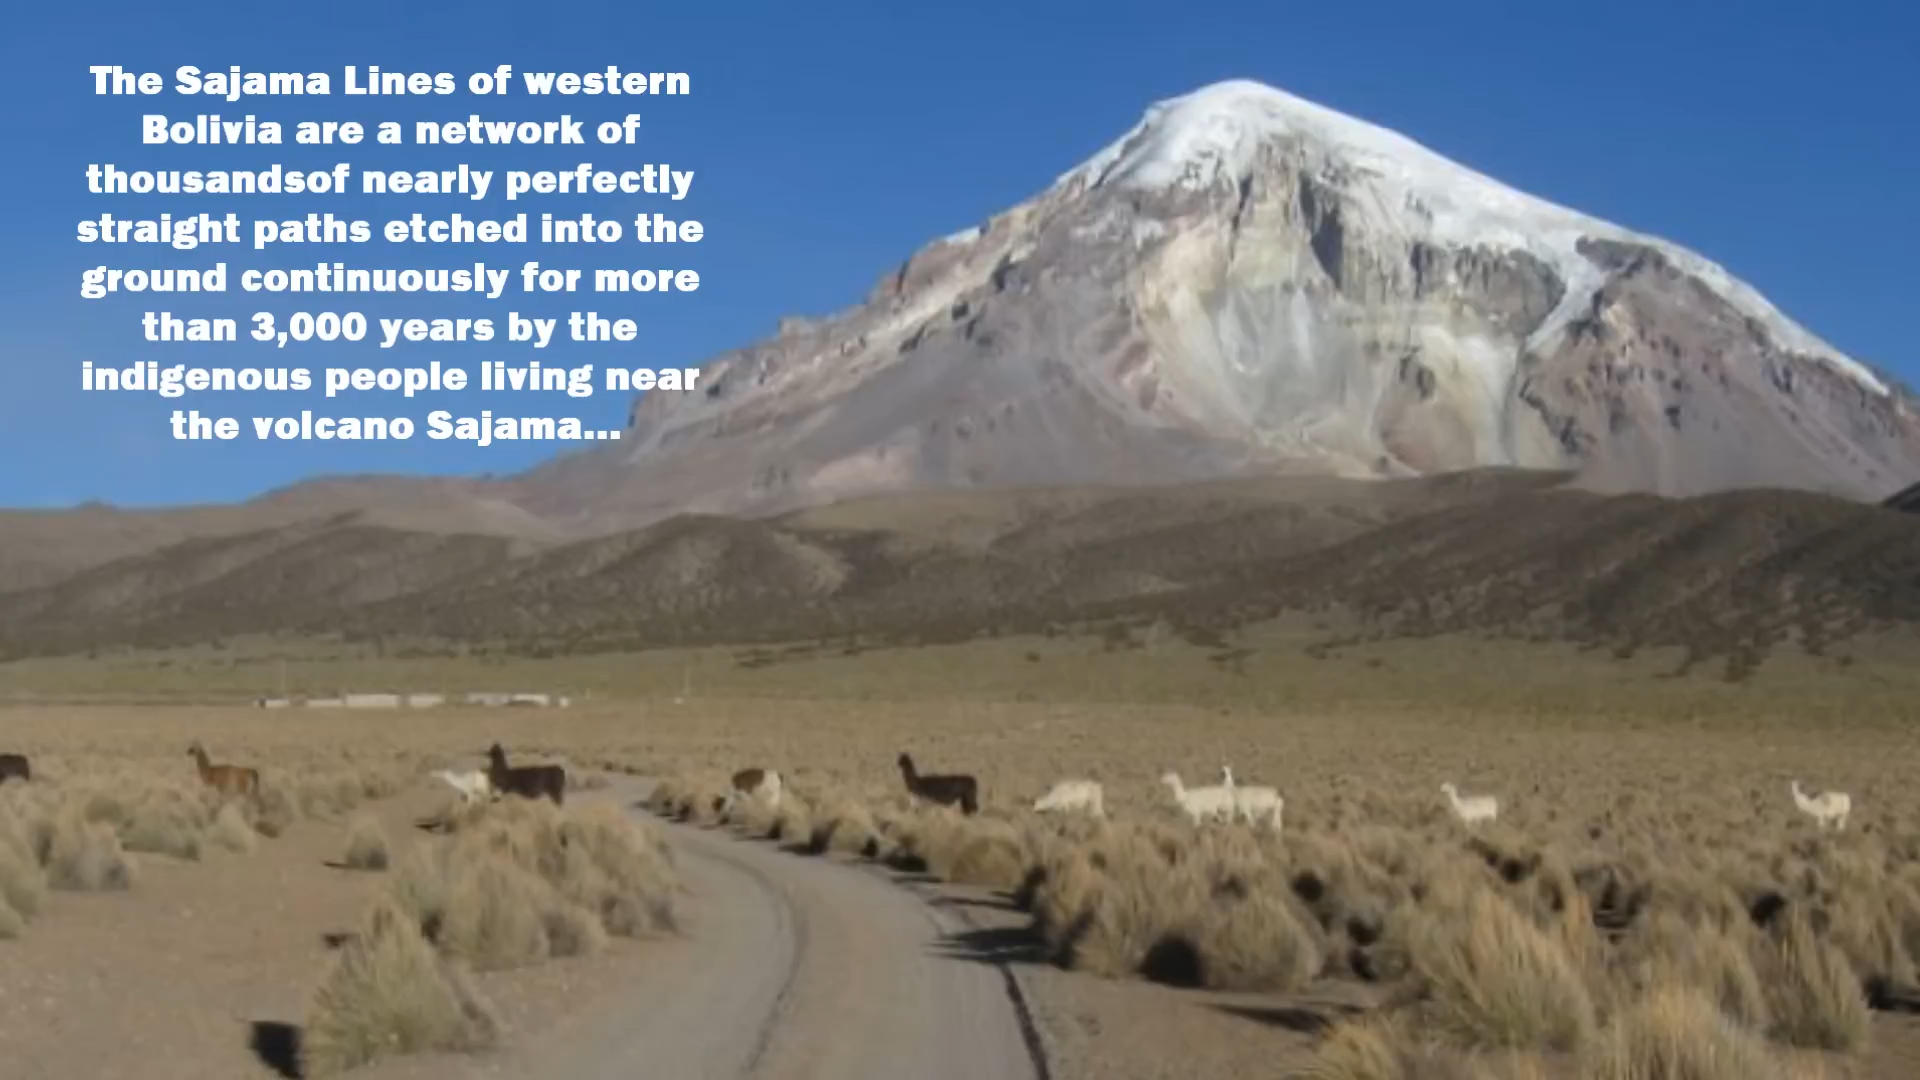 The Sajama Lines of western
Bolivia are a network of
thousandsof nearly perfectly
straight paths etched into the
ground continuously for more
than 3,000 years by the
indigenous people living near
the volcano Sajama...